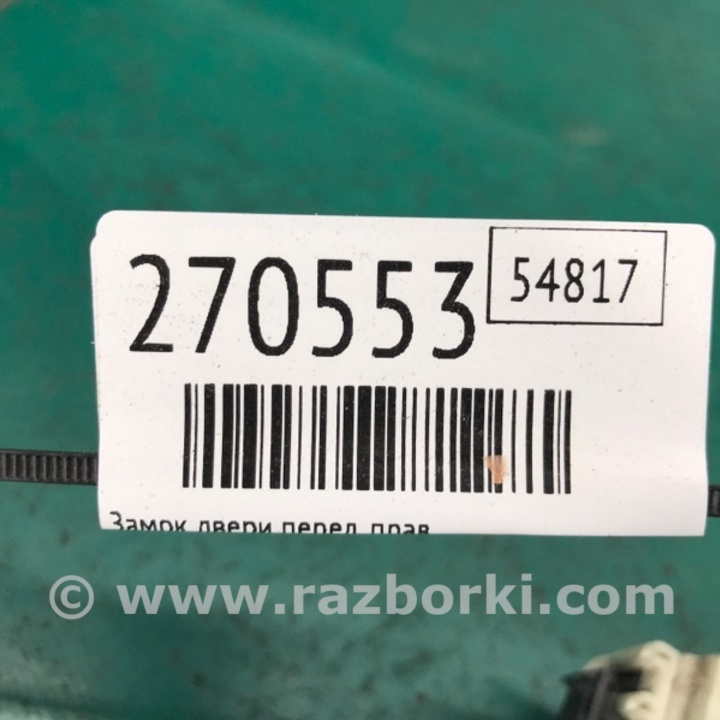 270553
54817
Замок двери перед. прав.
© www.razborki.com